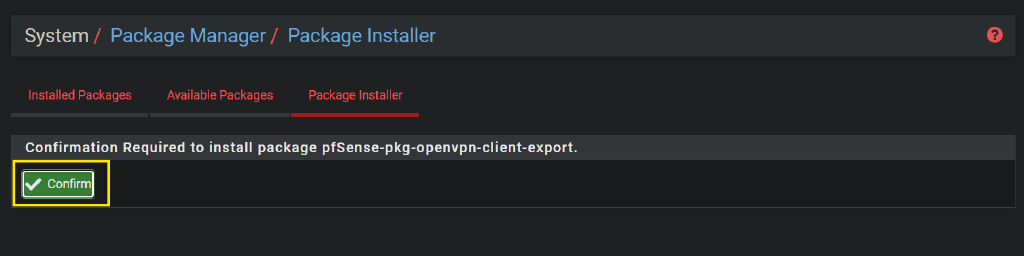 System / Package Manager / Package Installer
Installed Packages Available Packages Package Installer
Confirmation Required to install package pfSense-pkg-openvpn-client-export.
Confirm